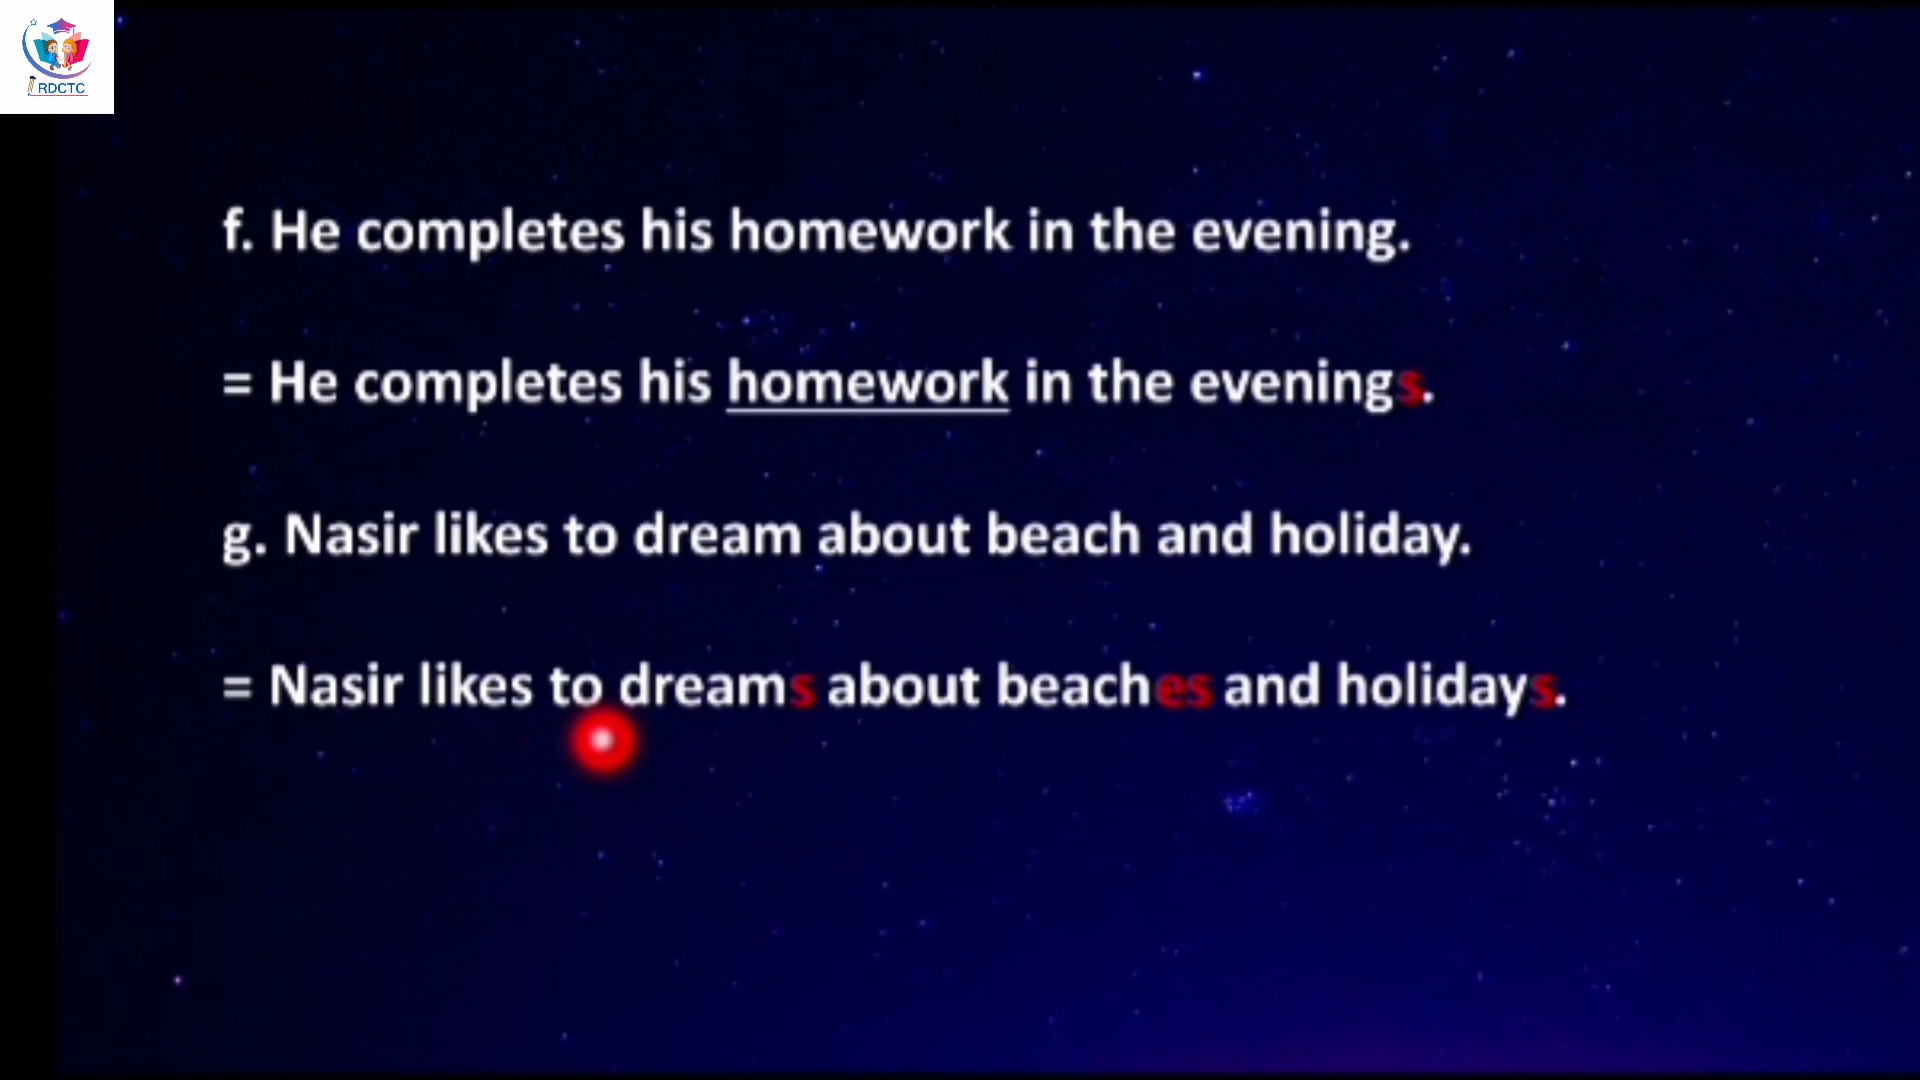 RDCTC
f. He completes his homework in the evening.
= He completes his homework in the evenings.
g. Nasir likes to dream about beach and holiday.
= Nasir likes to dreams about beaches and holidays.